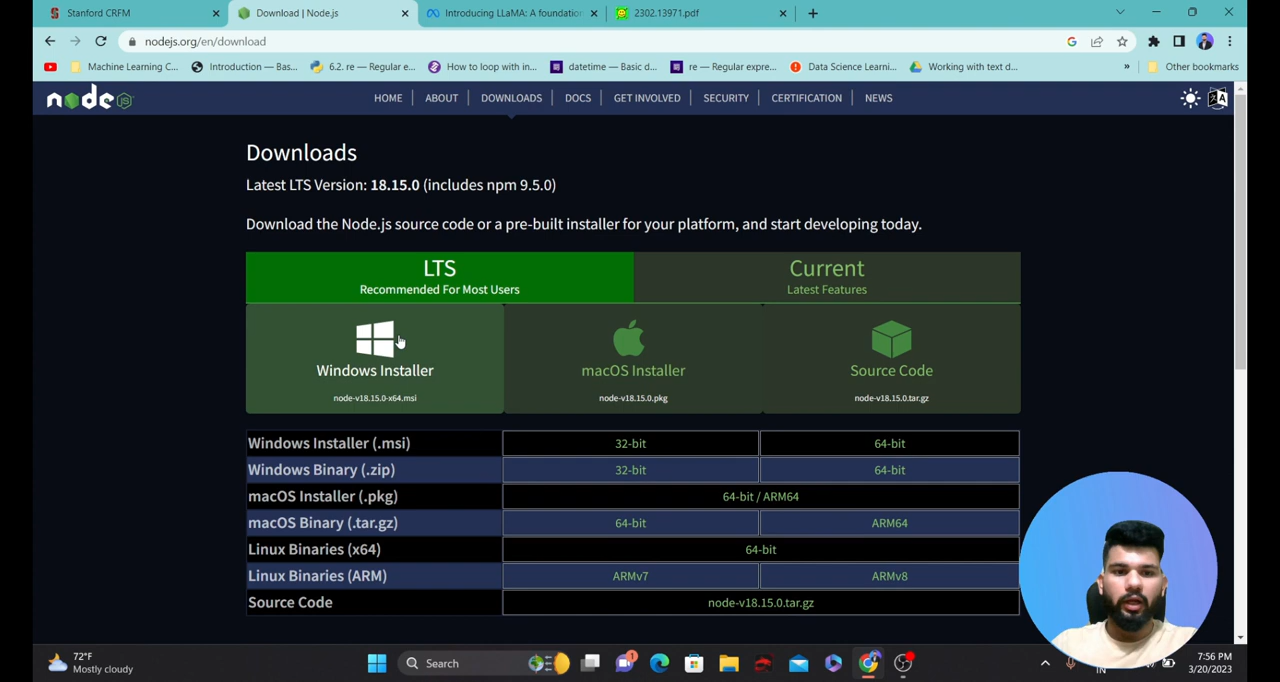 Stanford CRFM
Download | Node.js
Introducing LLaMA: A foundation
2302.13971.pdf
nodejs.org/en/download
Machine Learning C...
Introduction — Bas...
6.2. re — Regular e...
How to loop with in...
datetime — Basic d...
re — Regular expre...
Data Science Learni...
Working with text d...
»
Other bookmarks
node JS
HOME
ABOUT
DOWNLOADS
DOCS
GET INVOLVED
SECURITY
CERTIFICATION
NEWS
Downloads
Latest LTS Version: 18.15.0 (includes npm 9.5.0)
Download the Node.js source code or a pre-built installer for your platform, and start developing today.
LTS
Recommended For Most Users
Current
Latest Features
Windows Installer
node-v18.15.0-x64.msi
macOS Installer
node-v18.15.0.pkg
Source Code
node-v18.15.0.tar.gz
Windows Installer (.msi) 32-bit 64-bit
Windows Binary (.zip) 32-bit 64-bit
macOS Installer (.pkg) 64-bit / ARM64
macOS Binary (.tar.gz) 64-bit ARM64
Linux Binaries (x64) 64-bit
Linux Binaries (ARM) ARMv7 ARMv8
Source Code node-v18.15.0.tar.gz
72°F
Mostly cloudy
Search
1
IN
7:56 PM
3/20/2023